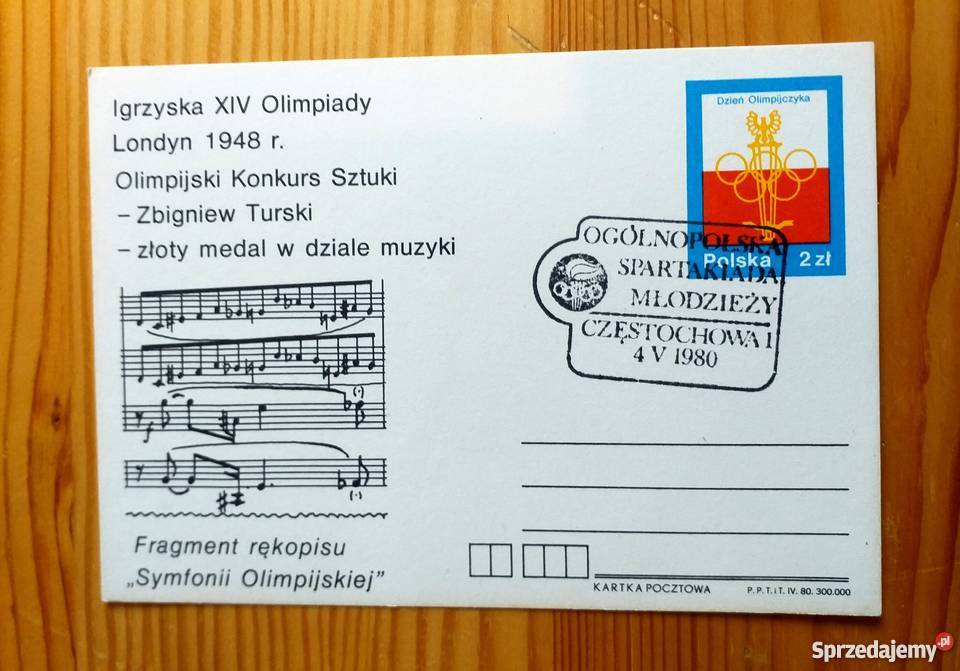 Igrzyska XIV Olimpiady
Londyn 1948 r.
Olimpijski Konkurs Sztuki
– Zbigniew Turski
– złoty medal w dziale muzyki
Dzień Olimpijczyka
Polska 2 zł
OGÓLNOPOLSKA
SPARTAKIADA
MŁODZIEŻY
CZĘSTOCHOWA 1
4 V 1980
f
Fragment rękopisu
„Symfonii Olimpijskiej”
KARTKA POCZTOWA
P.P.T.iT. IV. 80. 300.000
Sprzedajemy.pl